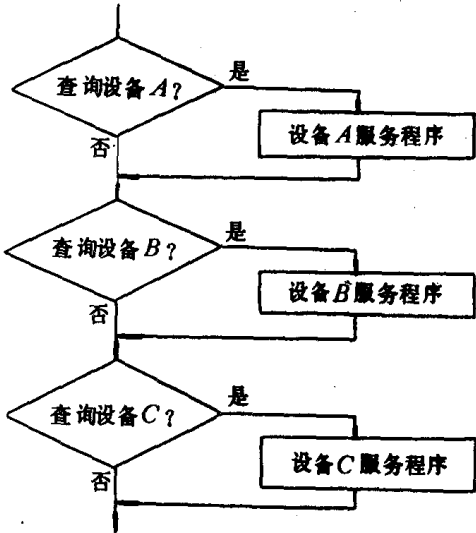 查询设备A?
是
设备A服务程序
否
查询设备B?
是
设备B服务程序
否
查询设备C?
是
设备C服务程序
否